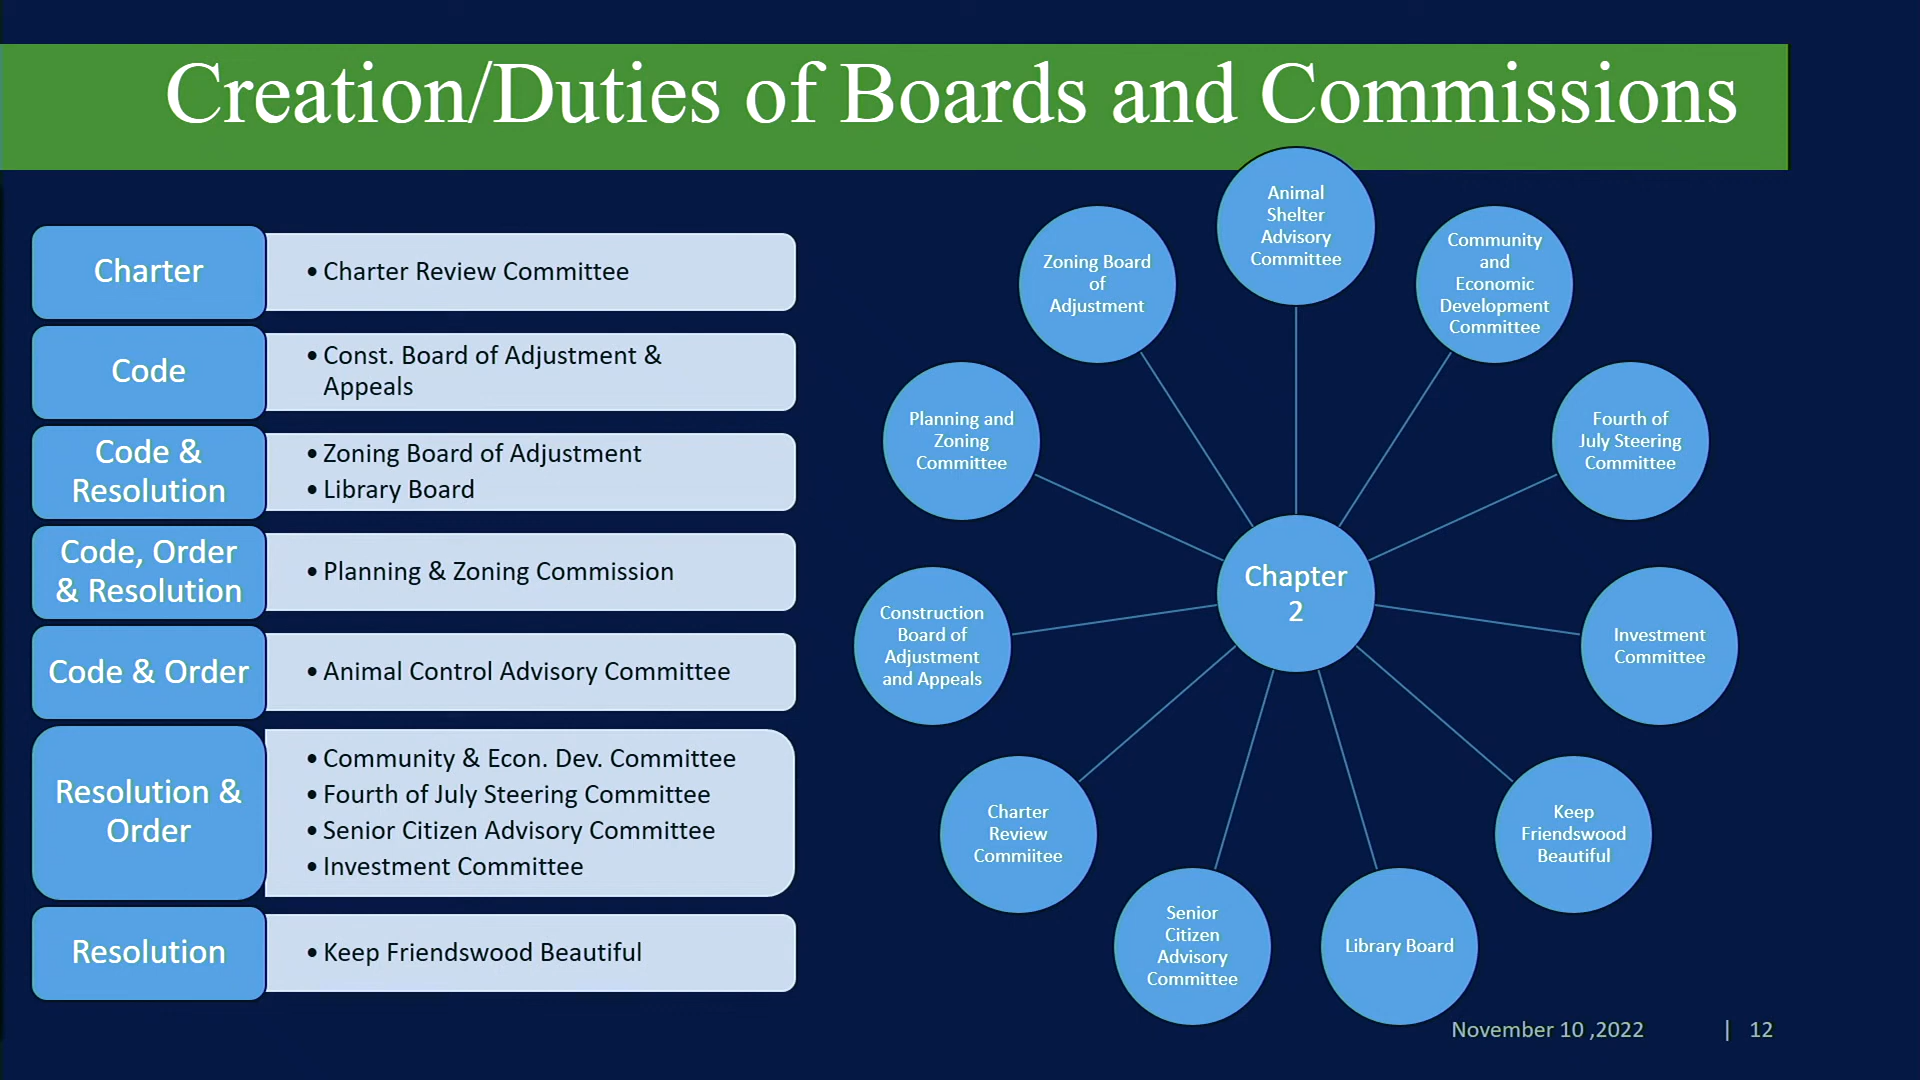 Creation/Duties of Boards and Commissions
Charter
• Charter Review Committee
Code
• Const. Board of Adjustment &
Appeals
Code &
Resolution
• Zoning Board of Adjustment
• Library Board
Code, Order
& Resolution
• Planning & Zoning Commission
Code & Order
• Animal Control Advisory Committee
Resolution &
Order
• Community & Econ. Dev. Committee
• Fourth of July Steering Committee
• Senior Citizen Advisory Committee
• Investment Committee
Resolution
• Keep Friendswood Beautiful
Chapter
2
Animal
Shelter
Advisory
Committee
Community
and
Economic
Development
Committee
Fourth of
July Steering
Committee
Investment
Committee
Keep
Friendswood
Beautiful
Library Board
Senior
Citizen
Advisory
Committee
Charter
Review
Commiitee
Construction
Board of
Adjustment
and Appeals
Planning and
Zoning
Committee
Zoning Board
of
Adjustment
November 10 ,2022 | 12